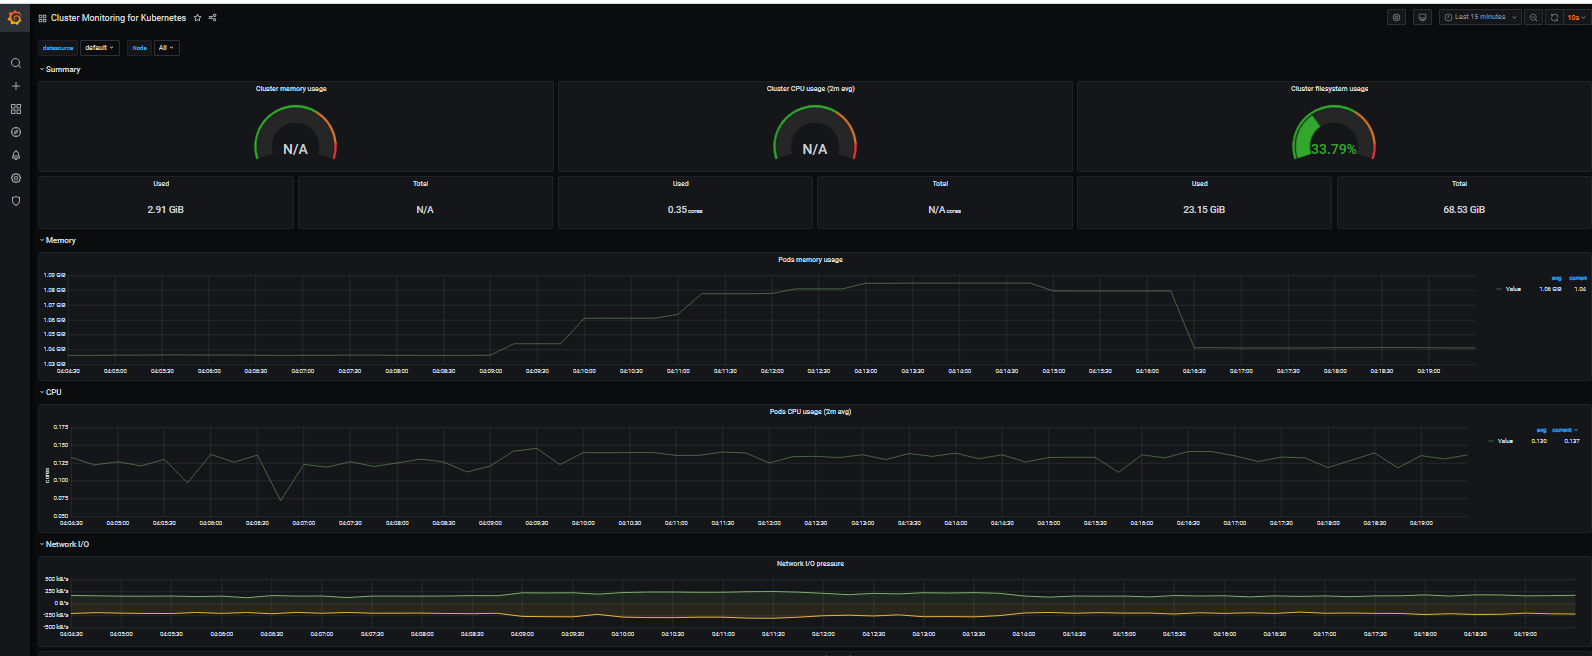 Cluster Monitoring for Kubernetes
Last 15 minutes
10s
datasource default Node All
Summary
Cluster memory usage
N/A
Cluster CPU usage (2m avg)
N/A
Cluster filesystem usage
33.79%
Used
2.91 GiB
Total
N/A
Used
0.35 cores
Total
N/A cores
Used
23.15 GiB
Total
68.53 GiB
Memory
Pods memory usage
1.09 GiB
1.08 GiB
1.07 GiB
1.06 GiB
1.05 GiB
1.04 GiB
1.03 GiB
04:04:30 04:05:00 04:05:30 04:06:00 04:06:30 04:07:00 04:07:30 04:08:00 04:08:30 04:09:00 04:09:30 04:10:00 04:10:30 04:11:00 04:11:30 04:12:00 04:12:30 04:13:00 04:13:30 04:14:00 04:14:30 04:15:00 04:15:30 04:16:00 04:16:30 04:17:00 04:17:30 04:18:00 04:18:30 04:19:00
avg current
Value 1.06 GiB 1.04
CPU
Pods CPU usage (2m avg)
cores
0.175
0.150
0.125
0.100
0.075
0.050
04:04:30 04:05:00 04:05:30 04:06:00 04:06:30 04:07:00 04:07:30 04:08:00 04:08:30 04:09:00 04:09:30 04:10:00 04:10:30 04:11:00 04:11:30 04:12:00 04:12:30 04:13:00 04:13:30 04:14:00 04:14:30 04:15:00 04:15:30 04:16:00 04:16:30 04:17:00 04:17:30 04:18:00 04:18:30 04:19:00
avg current
Value 0.130 0.137
Network I/O
Network I/O pressure
500 kB/s
250 kB/s
0 B/s
-250 kB/s
-500 kB/s
04:04:30 04:05:00 04:05:30 04:06:00 04:06:30 04:07:00 04:07:30 04:08:00 04:08:30 04:09:00 04:09:30 04:10:00 04:10:30 04:11:00 04:11:30 04:12:00 04:12:30 04:13:00 04:13:30 04:14:00 04:14:30 04:15:00 04:15:30 04:16:00 04:16:30 04:17:00 04:17:30 04:18:00 04:18:30 04:19:00